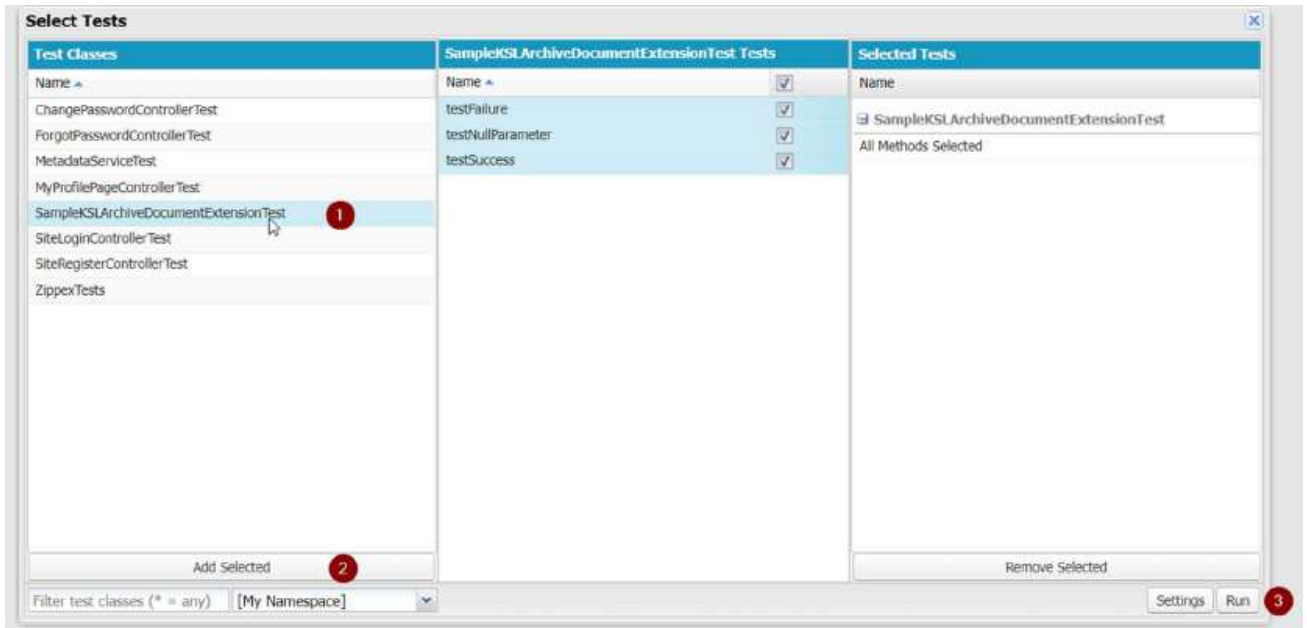 Select Tests
Test Classes
Name
ChangePasswordControllerTest
ForgotPasswordControllerTest
MetadataServiceTest
MyProfilePageControllerTest
SampleKSLArchiveDocumentExtensionTest 1
SiteLoginControllerTest
SiteRegisterControllerTest
ZippexTests
Add Selected 2
SampleKSLArchiveDocumentExtensionTest Tests
Name
testFailure
testNullParameter
testSuccess
Selected Tests
Name
SampleKSLArchiveDocumentExtensionTest
All Methods Selected
Remove Selected
Filter test classes (* = any) [My Namespace]
Settings Run 3